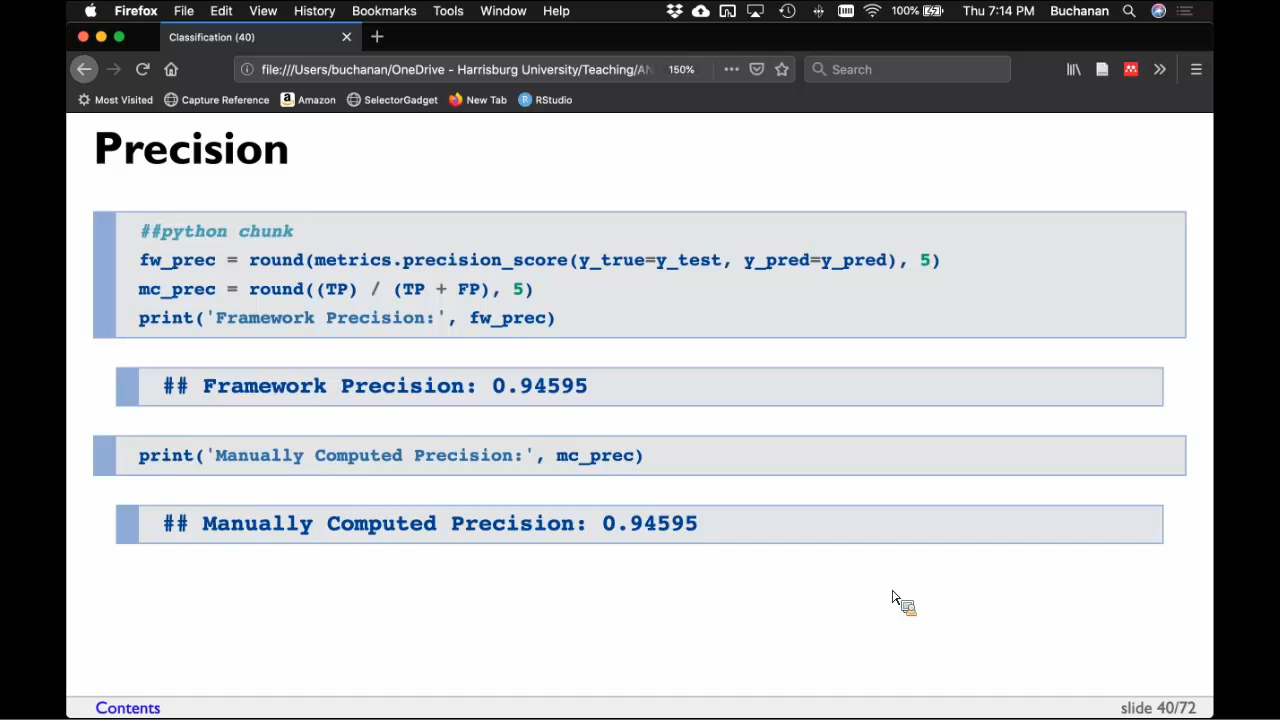 Firefox File Edit View History Bookmarks Tools Window Help 100% Thu 7:14 PM Buchanan
Classification (40)
file:///Users/buchanan/OneDrive - Harrisburg University/Teaching/AN 150% Search
Most Visited Capture Reference Amazon SelectorGadget New Tab RStudio
Precision
##python chunk
fw_prec = round(metrics.precision_score(y_true=y_test, y_pred=y_pred), 5)
mc_prec = round((TP) / (TP + FP), 5)
print('Framework Precision:', fw_prec)
## Framework Precision: 0.94595
print('Manually Computed Precision:', mc_prec)
## Manually Computed Precision: 0.94595
Contents slide 40/72